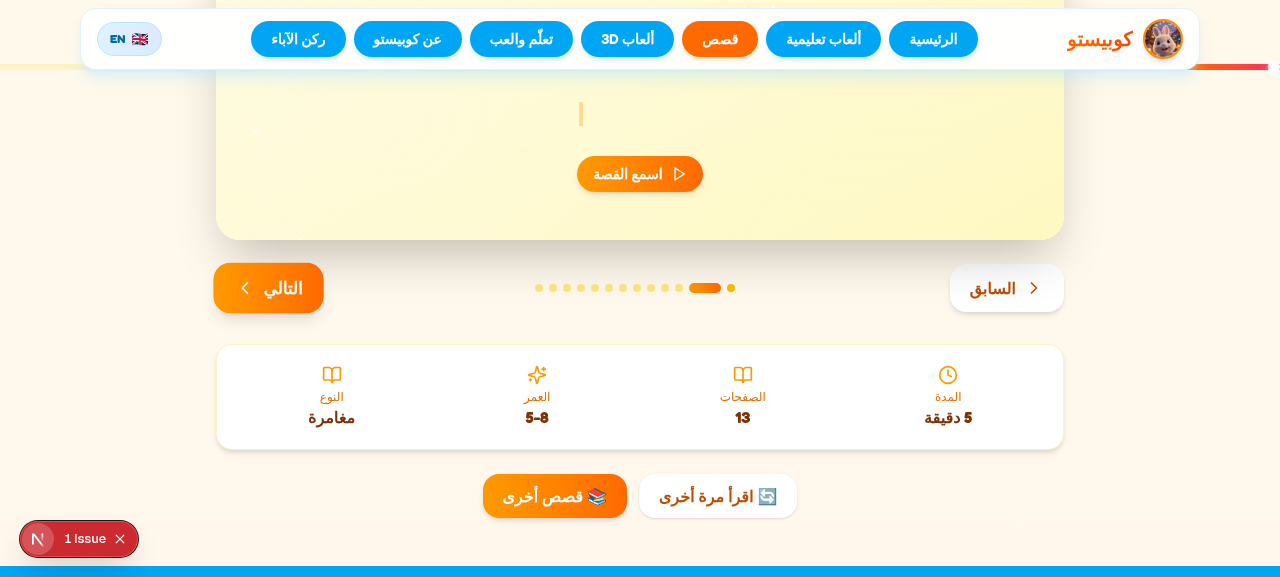 كوبيستو
الرئيسية
ألعاب تعليمية
قصص
ألعاب 3D
تعلّم والعب
عن كوبيستو
ركن الآباء
EN 🇬🇧
اسمع القصة
السابق
التالي
المدة
5 دقيقة
الصفحات
13
العمر
5-8
النوع
مغامرة
🔄 اقرأ مرة أخرى
📚 قصص أخرى
N 1 Issue